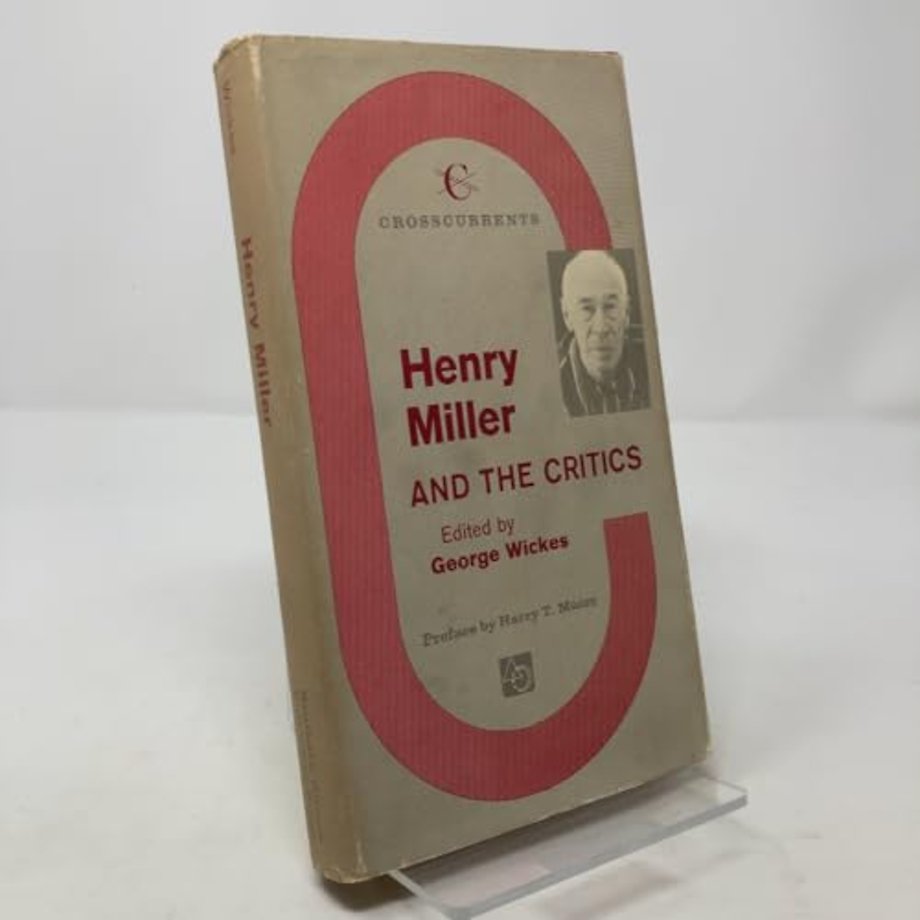 C
CROSSCURRENTS
Henry
Miller
AND THE CRITICS
Edited by
George Wickes
Preface by Harry T. Moore
Henry Miller